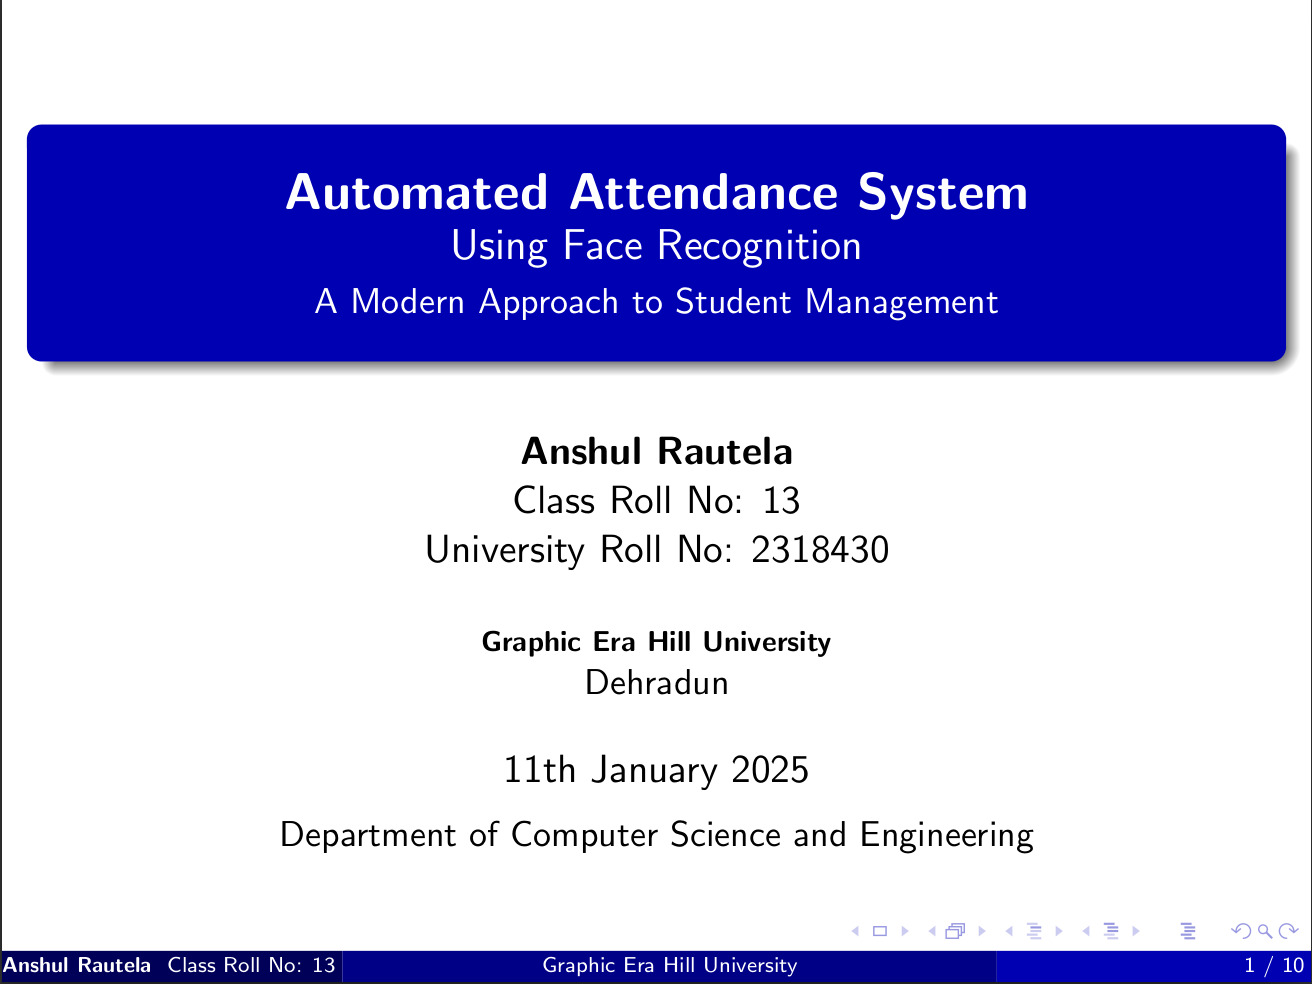 Automated Attendance System
Using Face Recognition
A Modern Approach to Student Management
Anshul Rautela
Class Roll No: 13
University Roll No: 2318430
Graphic Era Hill University
Dehradun
11th January 2025
Department of Computer Science and Engineering
Anshul Rautela Class Roll No: 13
Graphic Era Hill University
1 / 10